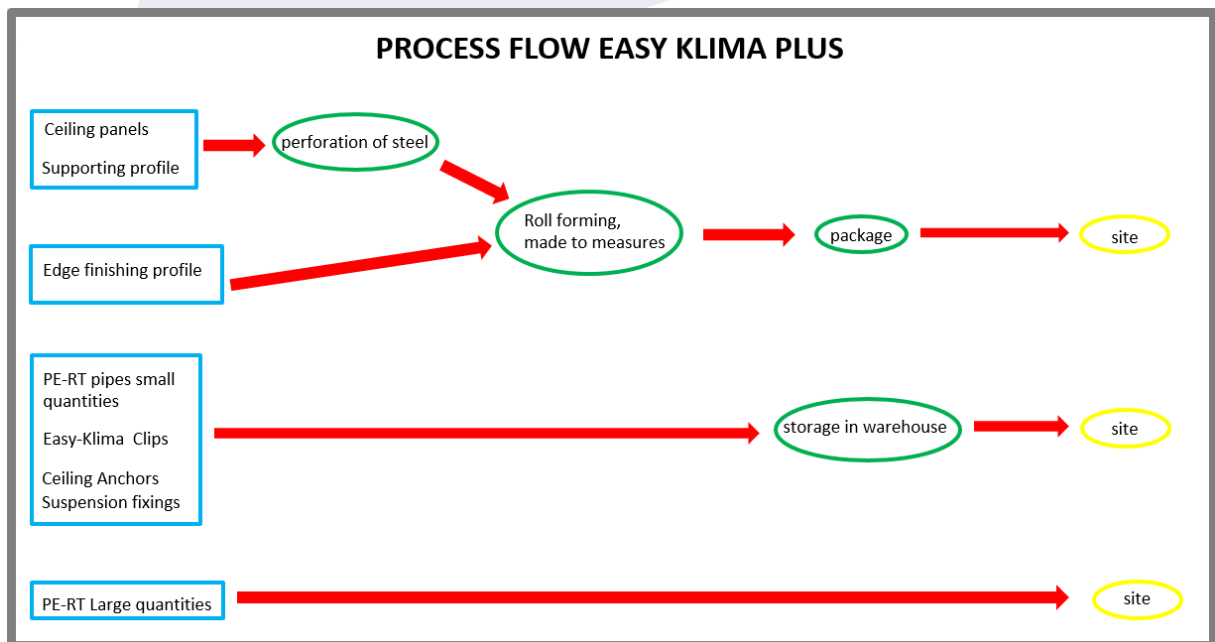 PROCESS FLOW EASY KLIMA PLUS
Ceiling panels
Supporting profile
perforation of steel
Roll forming,
made to measures
package
site
Edge finishing profile
PE-RT pipes small
quantities
Easy-Klima Clips
Ceiling Anchors
Suspension fixings
storage in warehouse
site
PE-RT Large quantities
site